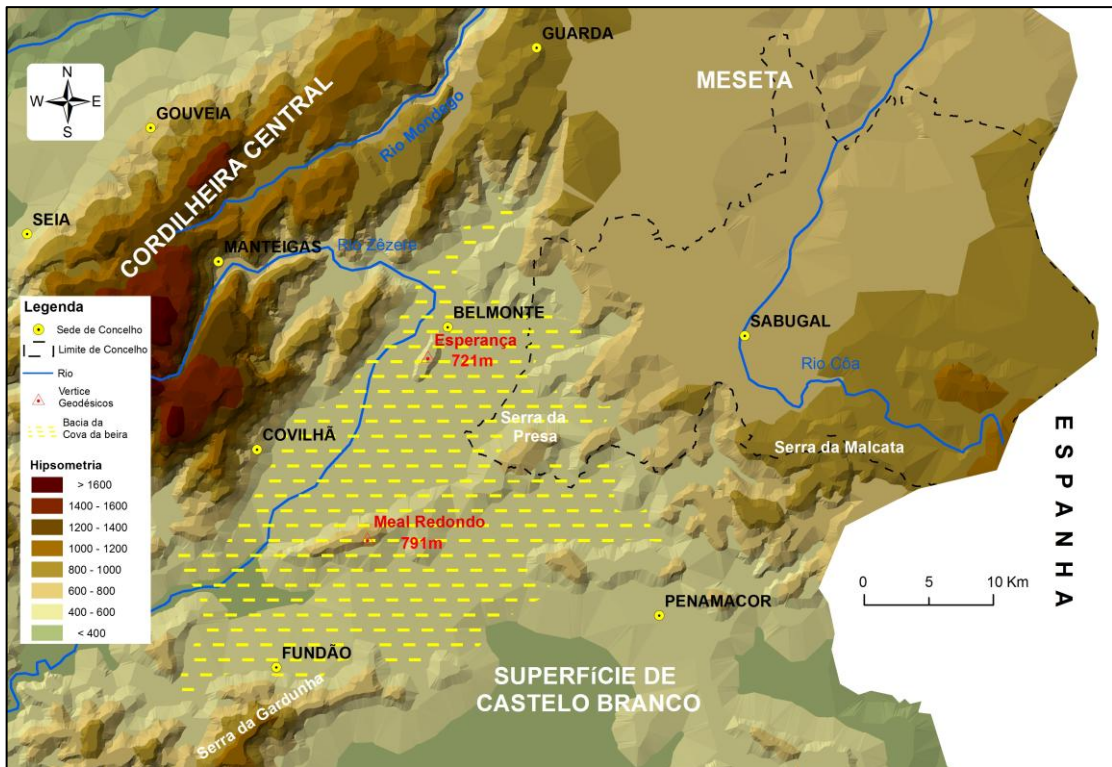 GUARDA
MESETA
N
W E
S
GOUVEIA
CORDILHEIRA CENTRAL
Rio Mondego
SEIA
MANTEIGAS
Rio Zêzere
Legenda
Sede de Concelho
Limite de Concelho
Rio
Vertice
Geodésicos
Bacia da
Cova da beira
Hipsometria
> 1600
1400 - 1600
1200 - 1400
1000 - 1200
800 - 1000
600 - 800
400 - 600
< 400
BELMONTE
Esperança
721m
SABUGAL
Rio Côa
Serra da
Presa
COVILHÃ
Serra da Malcata
ESPANHA
Meal Redondo
791m
0 5 10 Km
PENAMACOR
FUNDÃO
Serra da Gardunha
SUPERFíCIE DE
CASTELO BRANCO